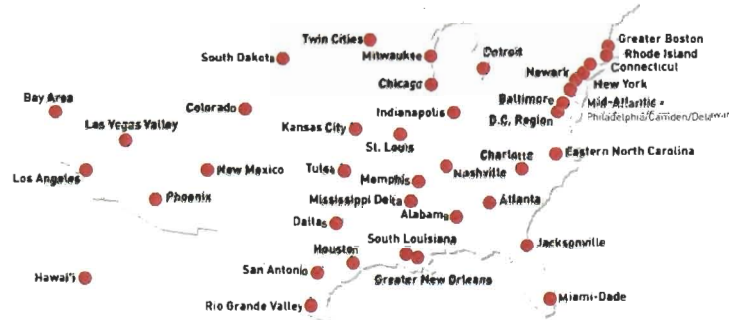 Greater Boston
Twin Cities
Rhode Island
South Dakota
Milwaukee
Detroit
Connecticut
Newark
Chicago
New York
Bay Area
Baltimore
Mid-Atlantic -
Colorado
Indianapolis
Philadelphia/Camden/Delawar
D.C. Region
Las Vegas Valley
Kansas City
St. Louis
Charlotte
Eastern North Carolina
Los Angeles
New Mexico
Tulsa
Memphis
Nashville
Phoenix
Mississippi Delta
Atlanta
Alabama
Dallas
South Louisiana
Jacksonville
Houston
Hawai'i
San Antonio
Greater New Orleans
Rio Grande Valley
Miami-Dade